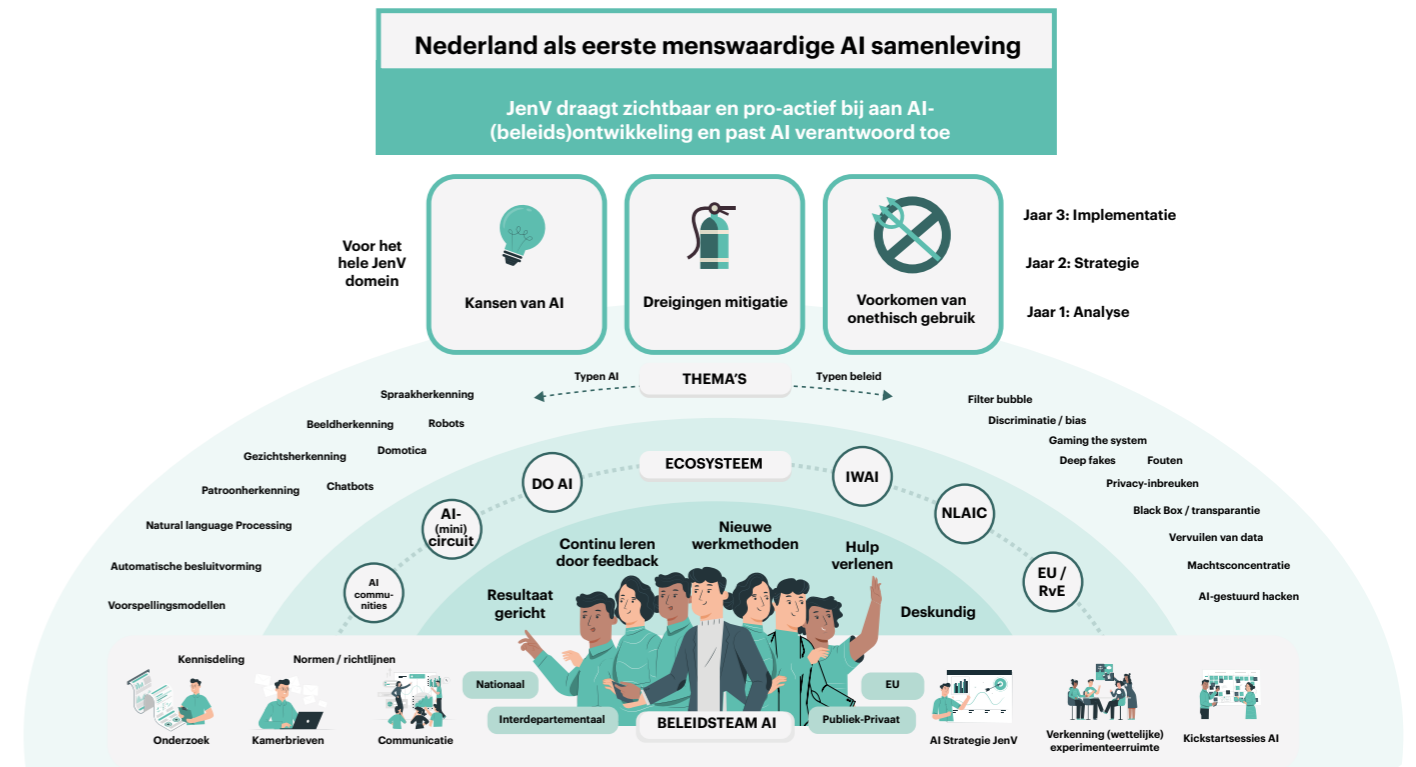 Nederland als eerste menswaardige AI samenleving
JenV draagt zichtbaar en pro-actief bij aan AI-
(beleids)ontwikkeling en past AI verantwoord toe
Voor het
hele JenV
domein
Kansen van AI
Dreigingen mitigatie
Voorkomen van
onethisch gebruik
Jaar 3: Implementatie
Jaar 2: Strategie
Jaar 1: Analyse
Typen AI
THEMA'S
Typen beleid
Spraakherkenning
Beeldherkenning
Robots
Gezichtsherkenning
Domotica
Patroonherkenning
Chatbots
Natural language Processing
Automatische besluitvorming
Voorspellingsmodellen
Filter bubble
Discriminatie / bias
Gaming the system
Deep fakes
Fouten
Privacy-inbreuken
Black Box / transparantie
Vervuilen van data
Machtsconcentratie
AI-gestuurd hacken
ECOSYSTEEM
AI
commu-
nities
AI-
(mini)
circuit
DO AI
IWAI
NLAIC
EU /
RvE
Resultaat
gericht
Continu leren
door feedback
Nieuwe
werkmethoden
Hulp
verlenen
Deskundig
Kennisdeling
Normen / richtlijnen
Onderzoek
Kamerbrieven
Communicatie
Nationaal
Interdepartementaal
BELEIDSTEAM AI
EU
Publiek-Privaat
AI Strategie JenV
Verkenning (wettelijke)
experimenteerruimte
Kickstartsessies AI